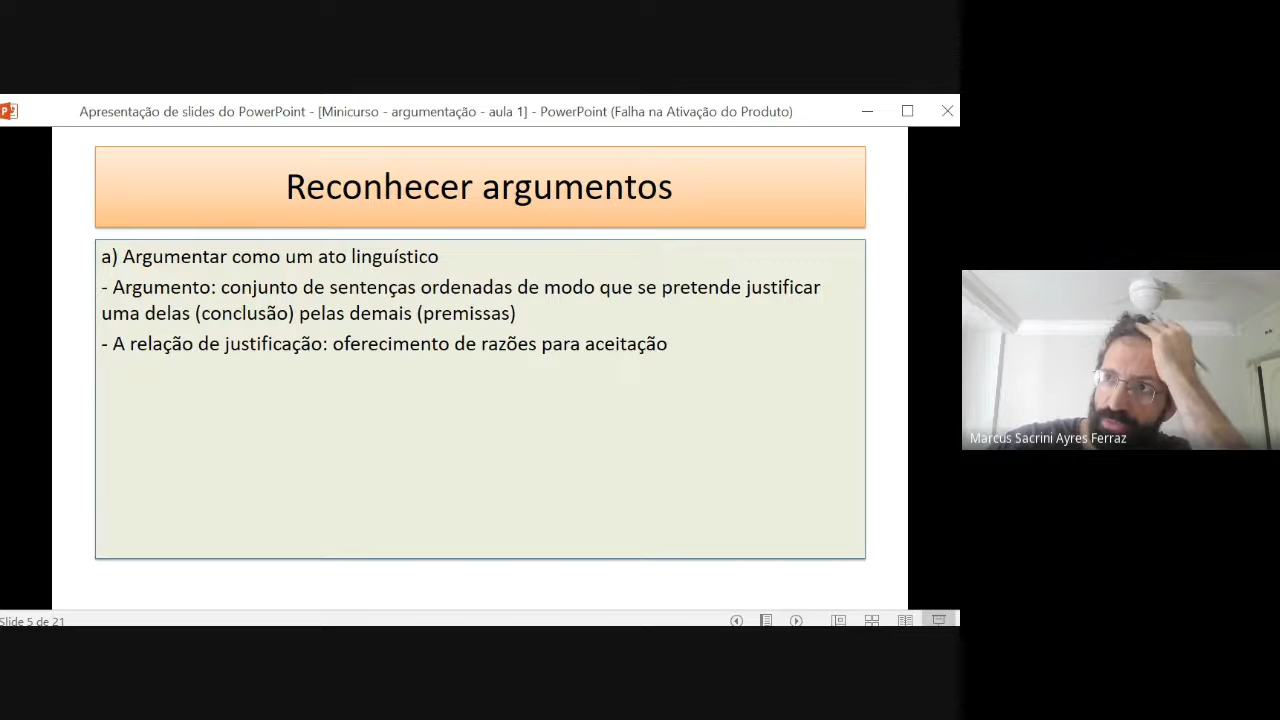 Apresentação de slides do PowerPoint - [Minicurso - argumentação - aula 1] - PowerPoint (Falha na Ativação do Produto)
Reconhecer argumentos
a) Argumentar como um ato linguístico
- Argumento: conjunto de sentenças ordenadas de modo que se pretende justificar
uma delas (conclusão) pelas demais (premissas)
- A relação de justificação: oferecimento de razões para aceitação
Marcus Sacrini Ayres Ferraz
Slide 5 de 21